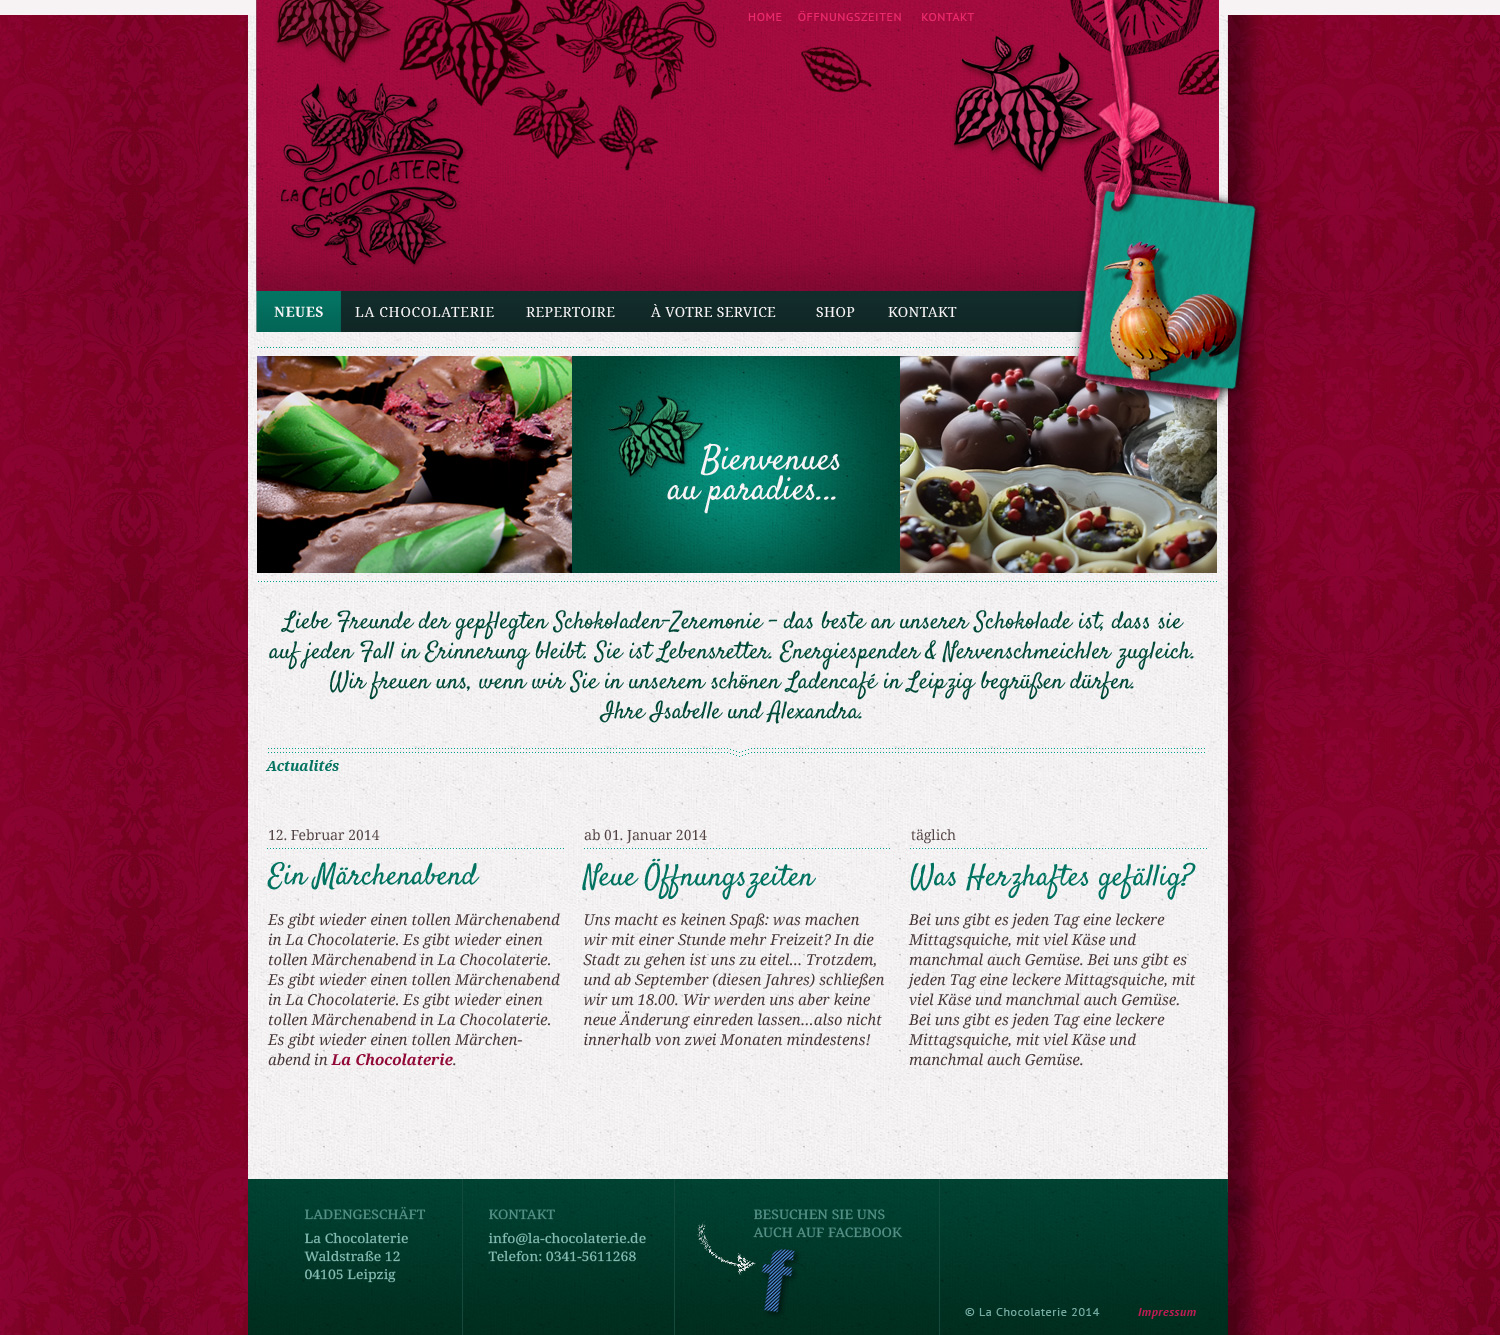 HOME ÖFFNUNGSZEITEN KONTAKT
LA CHOCOLATERIE
NEUES LA CHOCOLATERIE REPERTOIRE À VOTRE SERVICE SHOP KONTAKT
Bienvenues
au paradies...
Liebe Freunde der gepflegten Schokoladen-Zeremonie - das beste an unserer Schokolade ist, dass sie
auf jeden Fall in Erinnerung bleibt. Sie ist Lebensretter. Energiespender & Nervenschmeichler zugleich.
Wir freuen uns, wenn wir Sie in unserem schönen Ladencafé in Leipzig begrüßen dürfen.
Ihre Isabelle und Alexandra.
Actualités
12. Februar 2014
Ein Märchenabend
Es gibt wieder einen tollen Märchenabend
in La Chocolaterie. Es gibt wieder einen
tollen Märchenabend in La Chocolaterie.
Es gibt wieder einen tollen Märchenabend
in La Chocolaterie. Es gibt wieder einen
tollen Märchenabend in La Chocolaterie.
Es gibt wieder einen tollen Märchen-
abend in La Chocolaterie.
ab 01. Januar 2014
Neue Öffnungszeiten
Uns macht es keinen Spaß: was machen
wir mit einer Stunde mehr Freizeit? In die
Stadt zu gehen ist uns zu eitel... Trotzdem,
und ab September (diesen Jahres) schließen
wir um 18.00. Wir werden uns aber keine
neue Änderung einreden lassen...also nicht
innerhalb von zwei Monaten mindestens!
täglich
Was Herzhaftes gefällig?
Bei uns gibt es jeden Tag eine leckere
Mittagsquiche, mit viel Käse und
manchmal auch Gemüse. Bei uns gibt es
jeden Tag eine leckere Mittagsquiche, mit
viel Käse und manchmal auch Gemüse.
Bei uns gibt es jeden Tag eine leckere
Mittagsquiche, mit viel Käse und
manchmal auch Gemüse.
LADENGESCHÄFT
La Chocolaterie
Waldstraße 12
04105 Leipzig
KONTAKT
info@la-chocolaterie.de
Telefon: 0341-5611268
BESUCHEN SIE UNS
AUCH AUF FACEBOOK
f
© La Chocolaterie 2014 Impressum